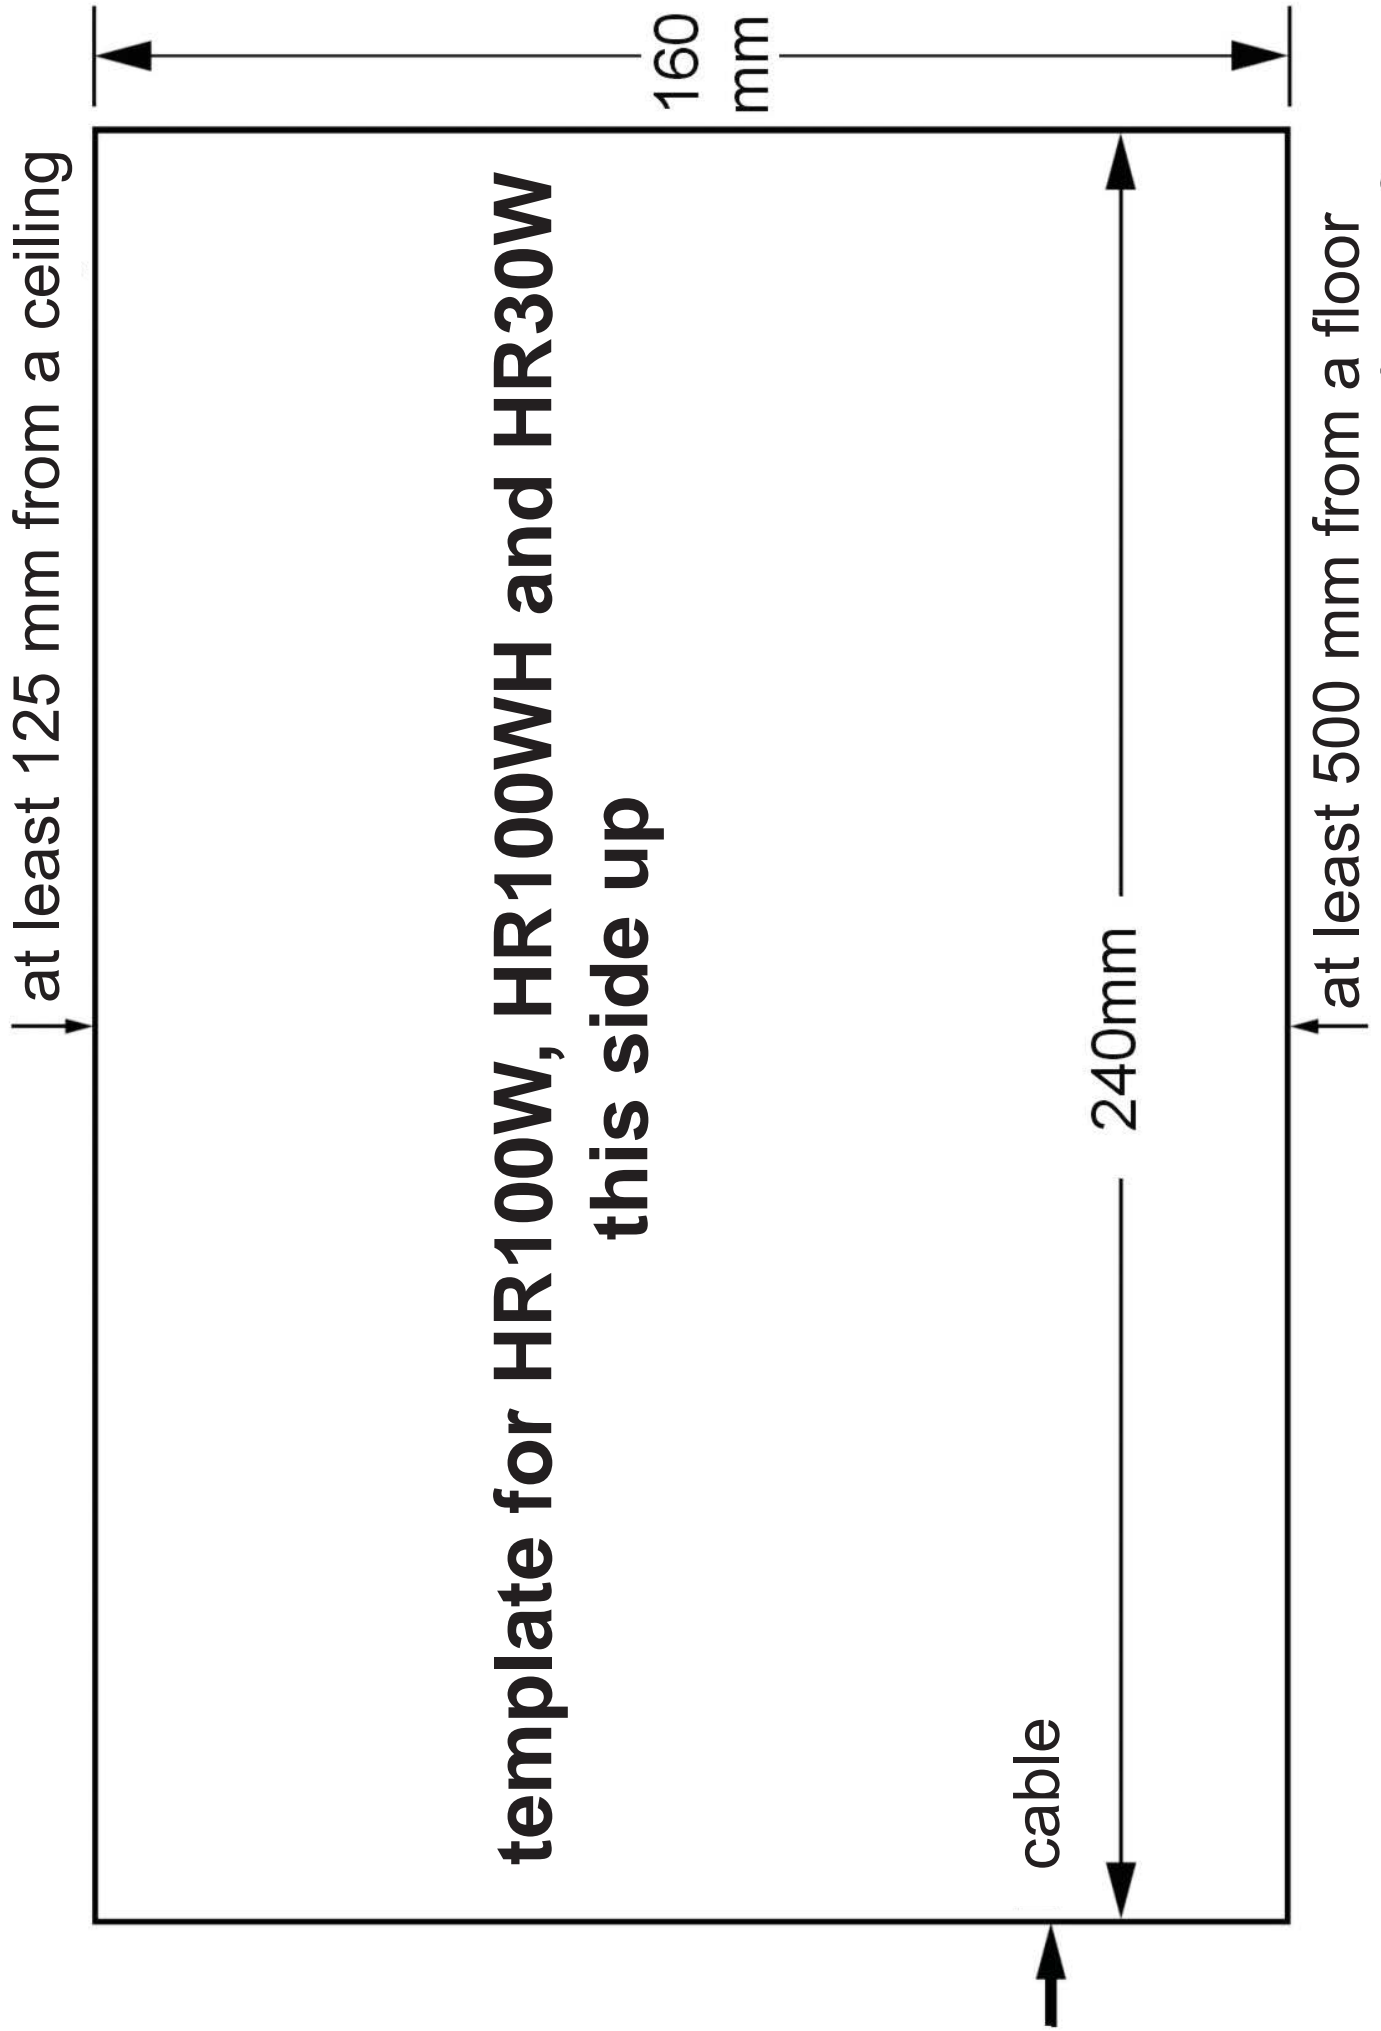 at least 125 mm from a ceiling
160
mm
template for HR100W, HR100WH and HR30W
this side up
cable
240mm
at least 500 mm from a floor